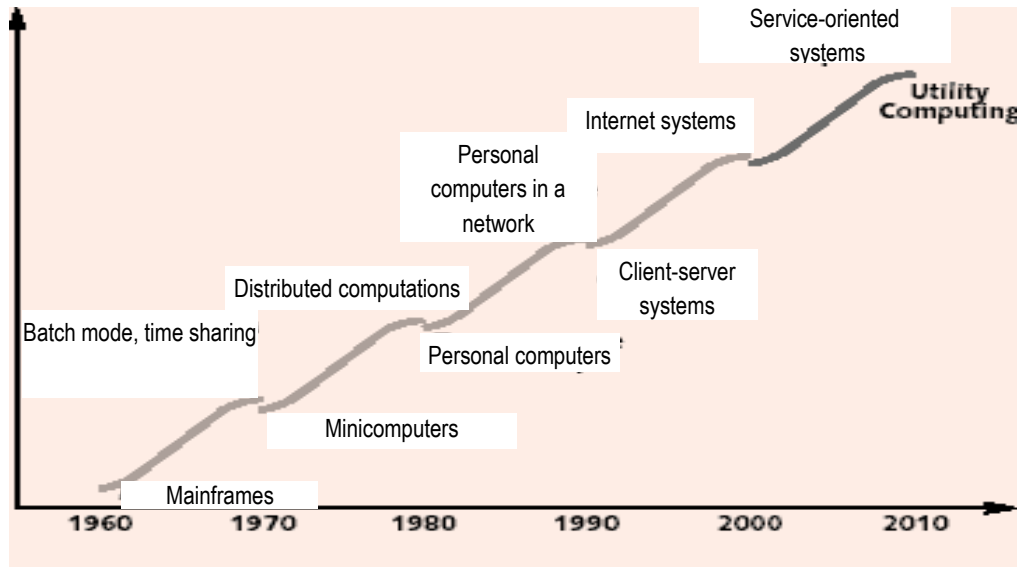 Service-oriented
systems
Utility
Computing
Internet systems
Personal
computers in a
network
Client-server
systems
Distributed computations
Batch mode, time sharing
Personal computers
Minicomputers
Mainframes
1960 1970 1980 1990 2000 2010